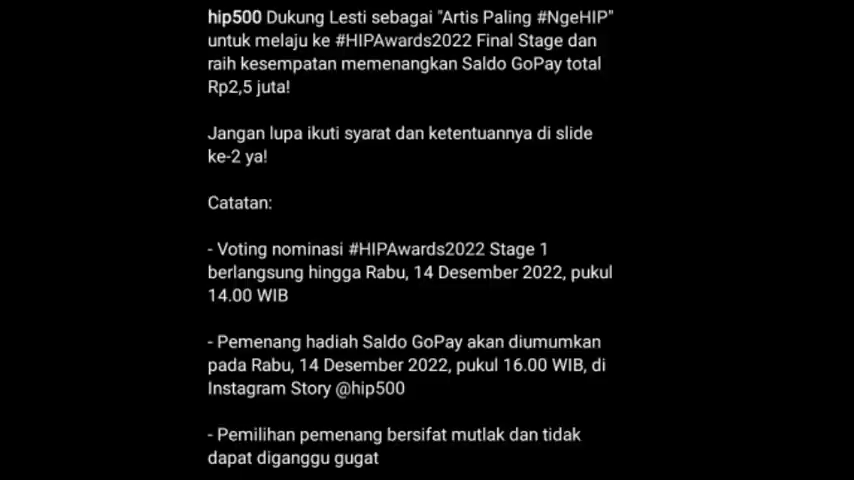 hip500 Dukung Lesti sebagai "Artis Paling #NgeHIP"
untuk melaju ke #HIPAwards2022 Final Stage dan
raih kesempatan memenangkan Saldo GoPay total
Rp2,5 juta!
Jangan lupa ikuti syarat dan ketentuannya di slide
ke-2 ya!
Catatan:
- Voting nominasi #HIPAwards2022 Stage 1
berlangsung hingga Rabu, 14 Desember 2022, pukul
14.00 WIB
- Pemenang hadiah Saldo GoPay akan diumumkan
pada Rabu, 14 Desember 2022, pukul 16.00 WIB, di
Instagram Story @hip500
- Pemilihan pemenang bersifat mutlak dan tidak
dapat diganggu gugat